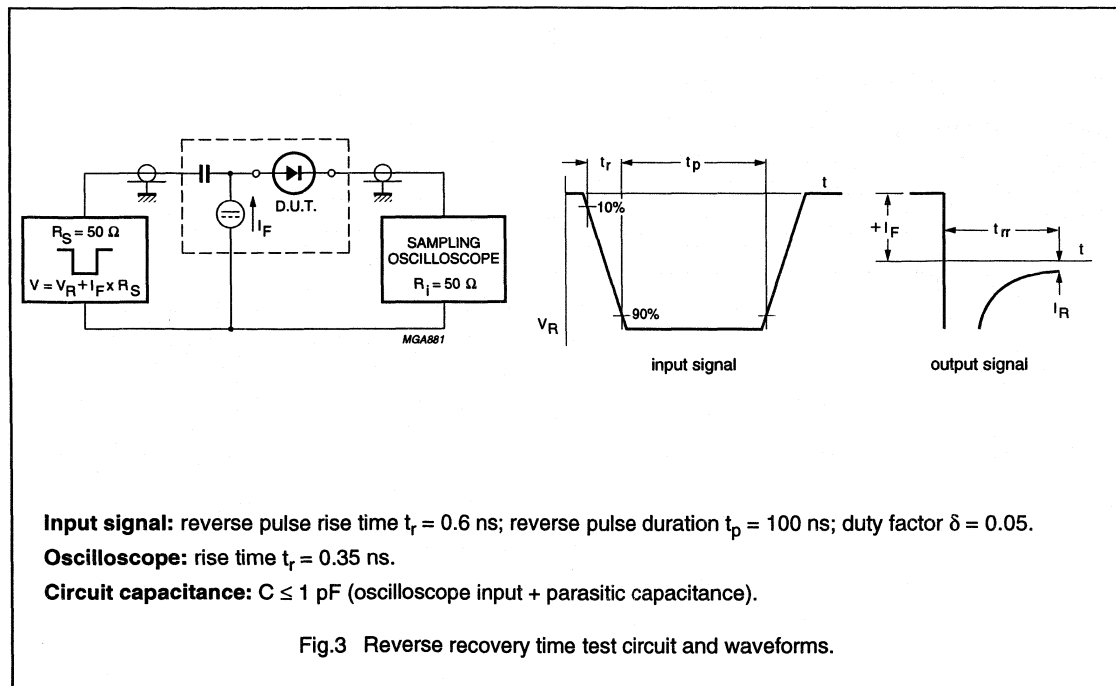 D.U.T.
I_F
R_S = 50 Ω
V = V_R + I_F x R_S
SAMPLING
OSCILLOSCOPE
R_i = 50 Ω
MGA881
t_r
t_p
t
10%
90%
V_R
input signal
+ I_F
t_rr
t
I_R
output signal
Input signal: reverse pulse rise time t_r = 0.6 ns; reverse pulse duration t_p = 100 ns; duty factor δ = 0.05.
Oscilloscope: rise time t_r = 0.35 ns.
Circuit capacitance: C ≤ 1 pF (oscilloscope input + parasitic capacitance).
Fig.3 Reverse recovery time test circuit and waveforms.